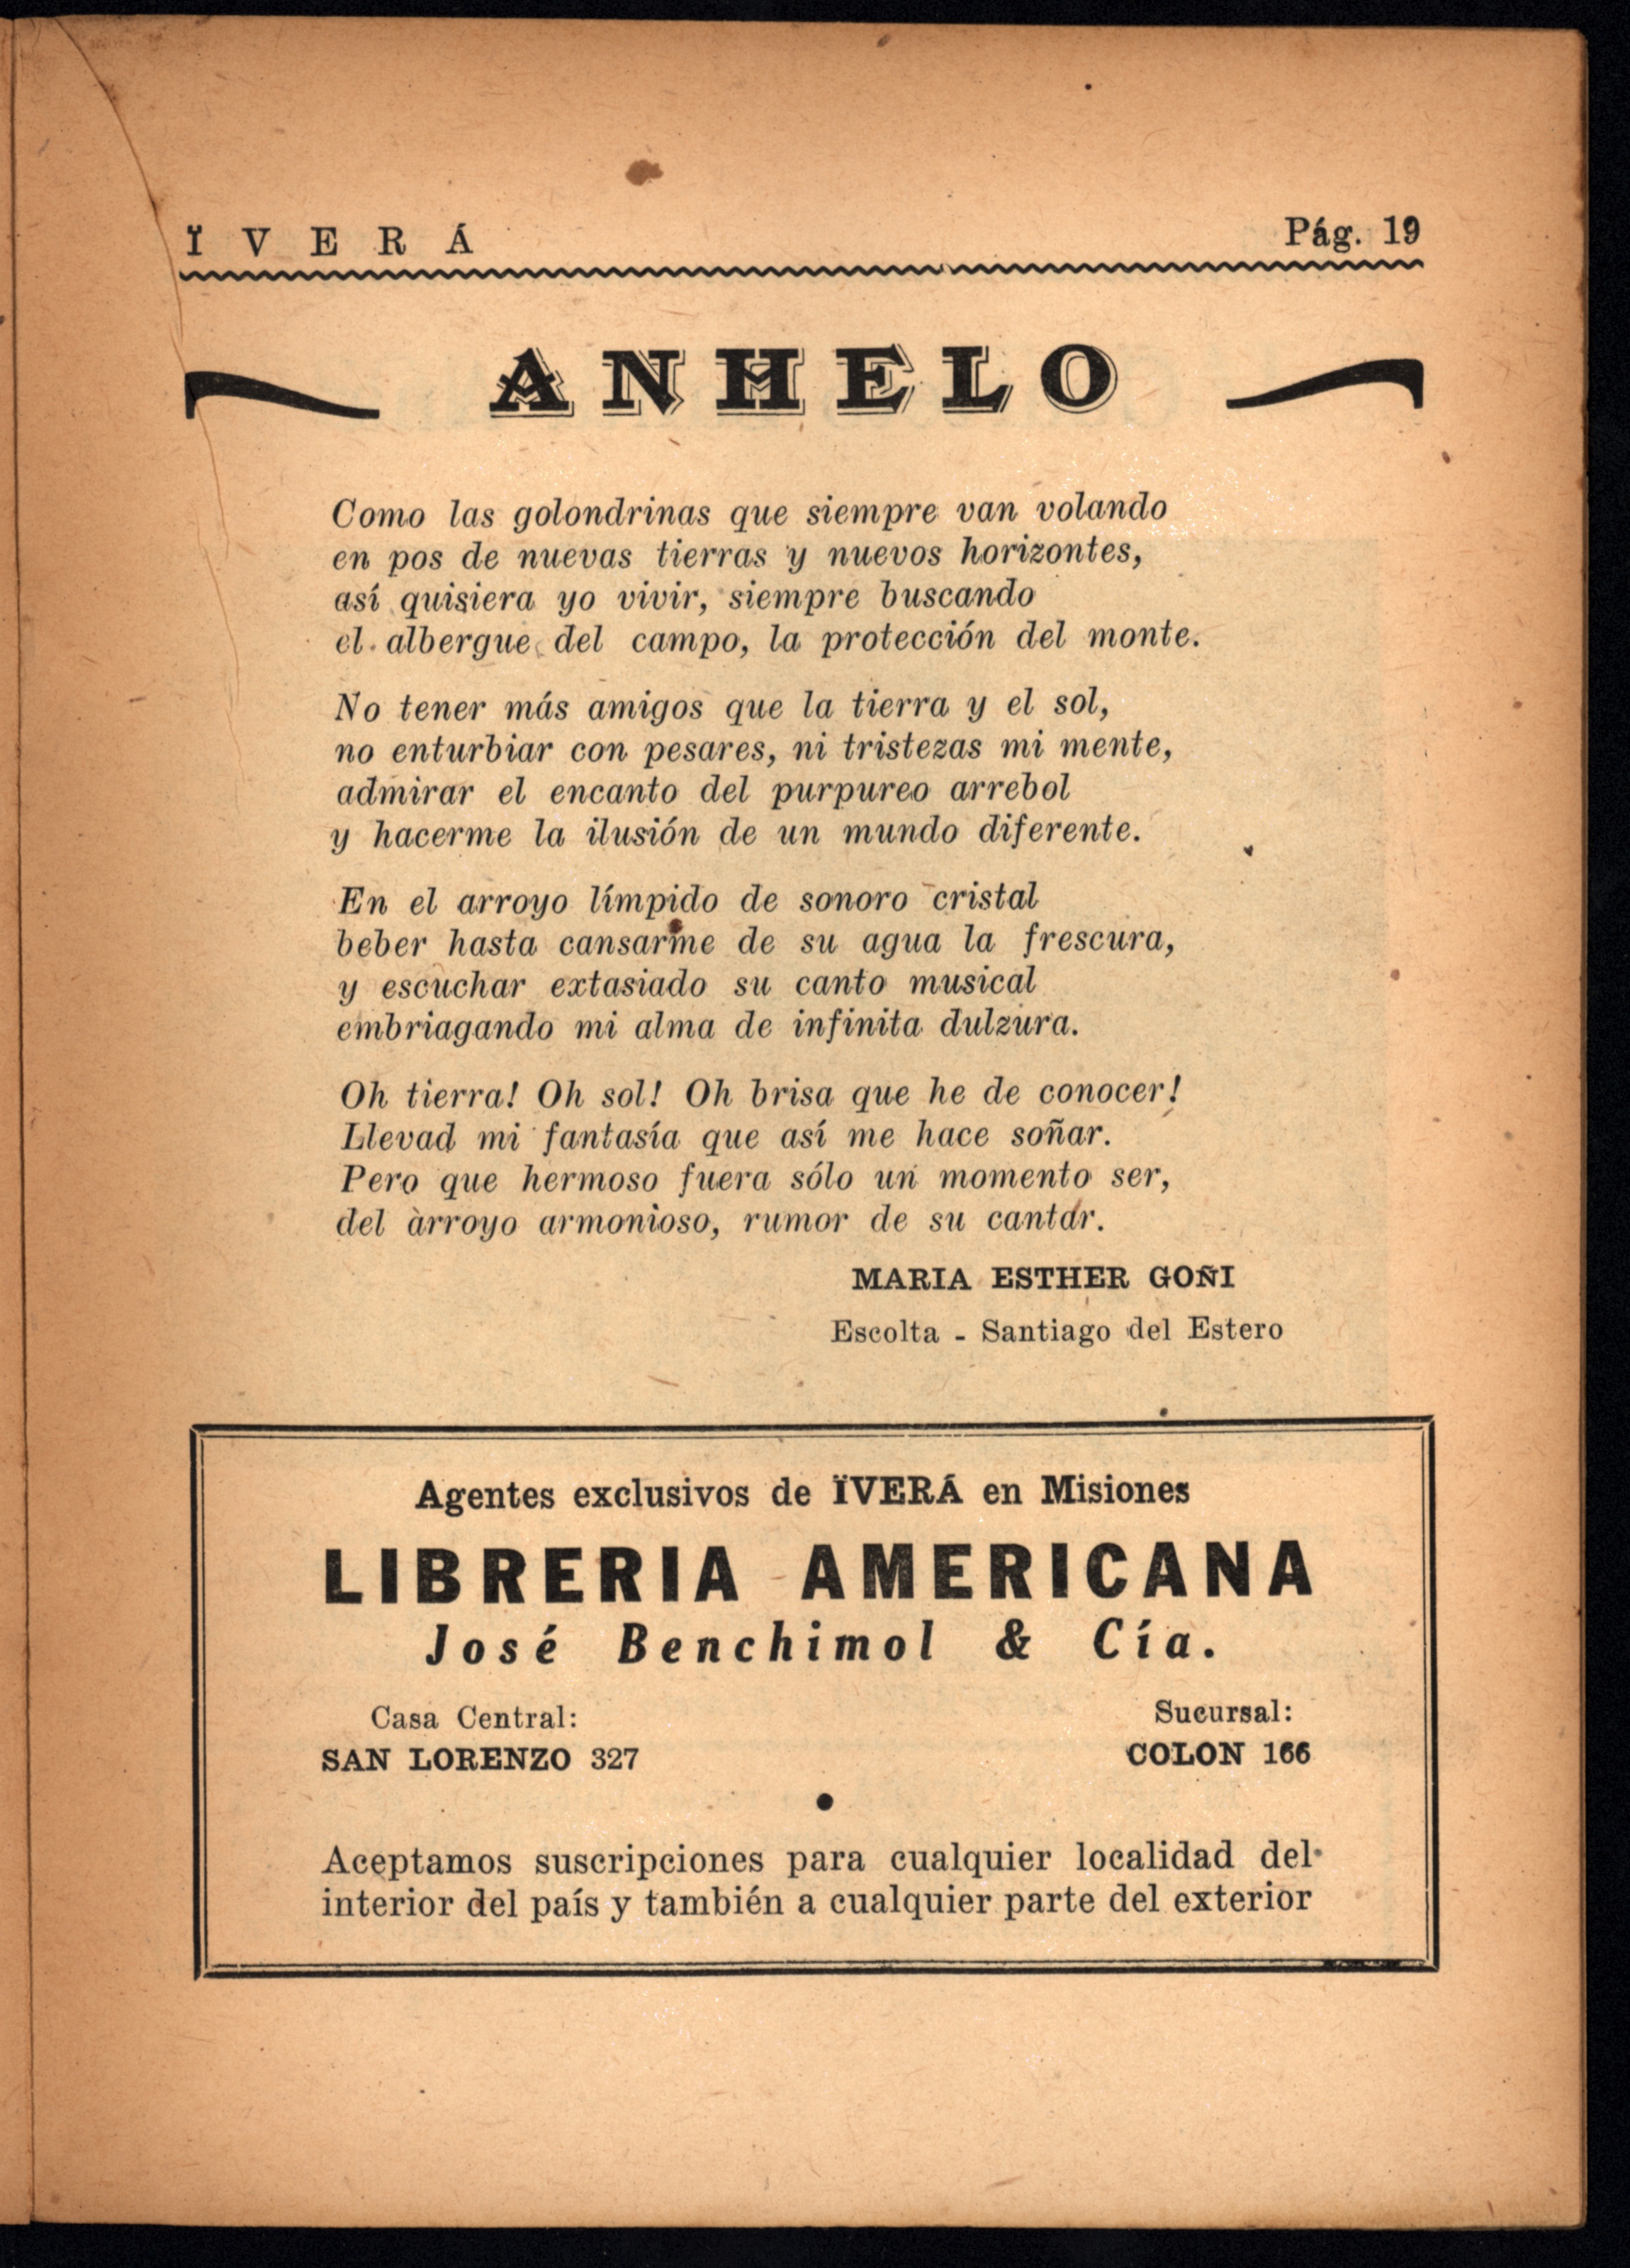 Ï V E R Á
Pág. 19
ANHELO
Como las golondrinas que siempre van volando
en pos de nuevas tierras y nuevos horizontes,
así quisiera yo vivir, siempre buscando
el albergue del campo, la protección del monte.
No tener más amigos que la tierra y el sol,
no enturbiar con pesares, ni tristezas mi mente,
admirar el encanto del purpureo arrebol
y hacerme la ilusión de un mundo diferente.
En el arroyo límpido de sonoro cristal
beber hasta cansarme de su agua la frescura,
y escuchar extasiado su canto musical
embriagando mi alma de infinita dulzura.
Oh tierra! Oh sol! Oh brisa que he de conocer!
Llevad mi fantasía que así me hace soñar.
Pero que hermoso fuera sólo un momento ser,
del arroyo armonioso, rumor de su cantar.
MARIA ESTHER GOÑI
Escolta - Santiago del Estero
Agentes exclusivos de ÏVERÁ en Misiones
LIBRERIA AMERICANA
José Benchimol & Cía.
Casa Central:
SAN LORENZO 327
Sucursal:
COLON 166
Aceptamos suscripciones para cualquier localidad del
interior del país y también a cualquier parte del exterior